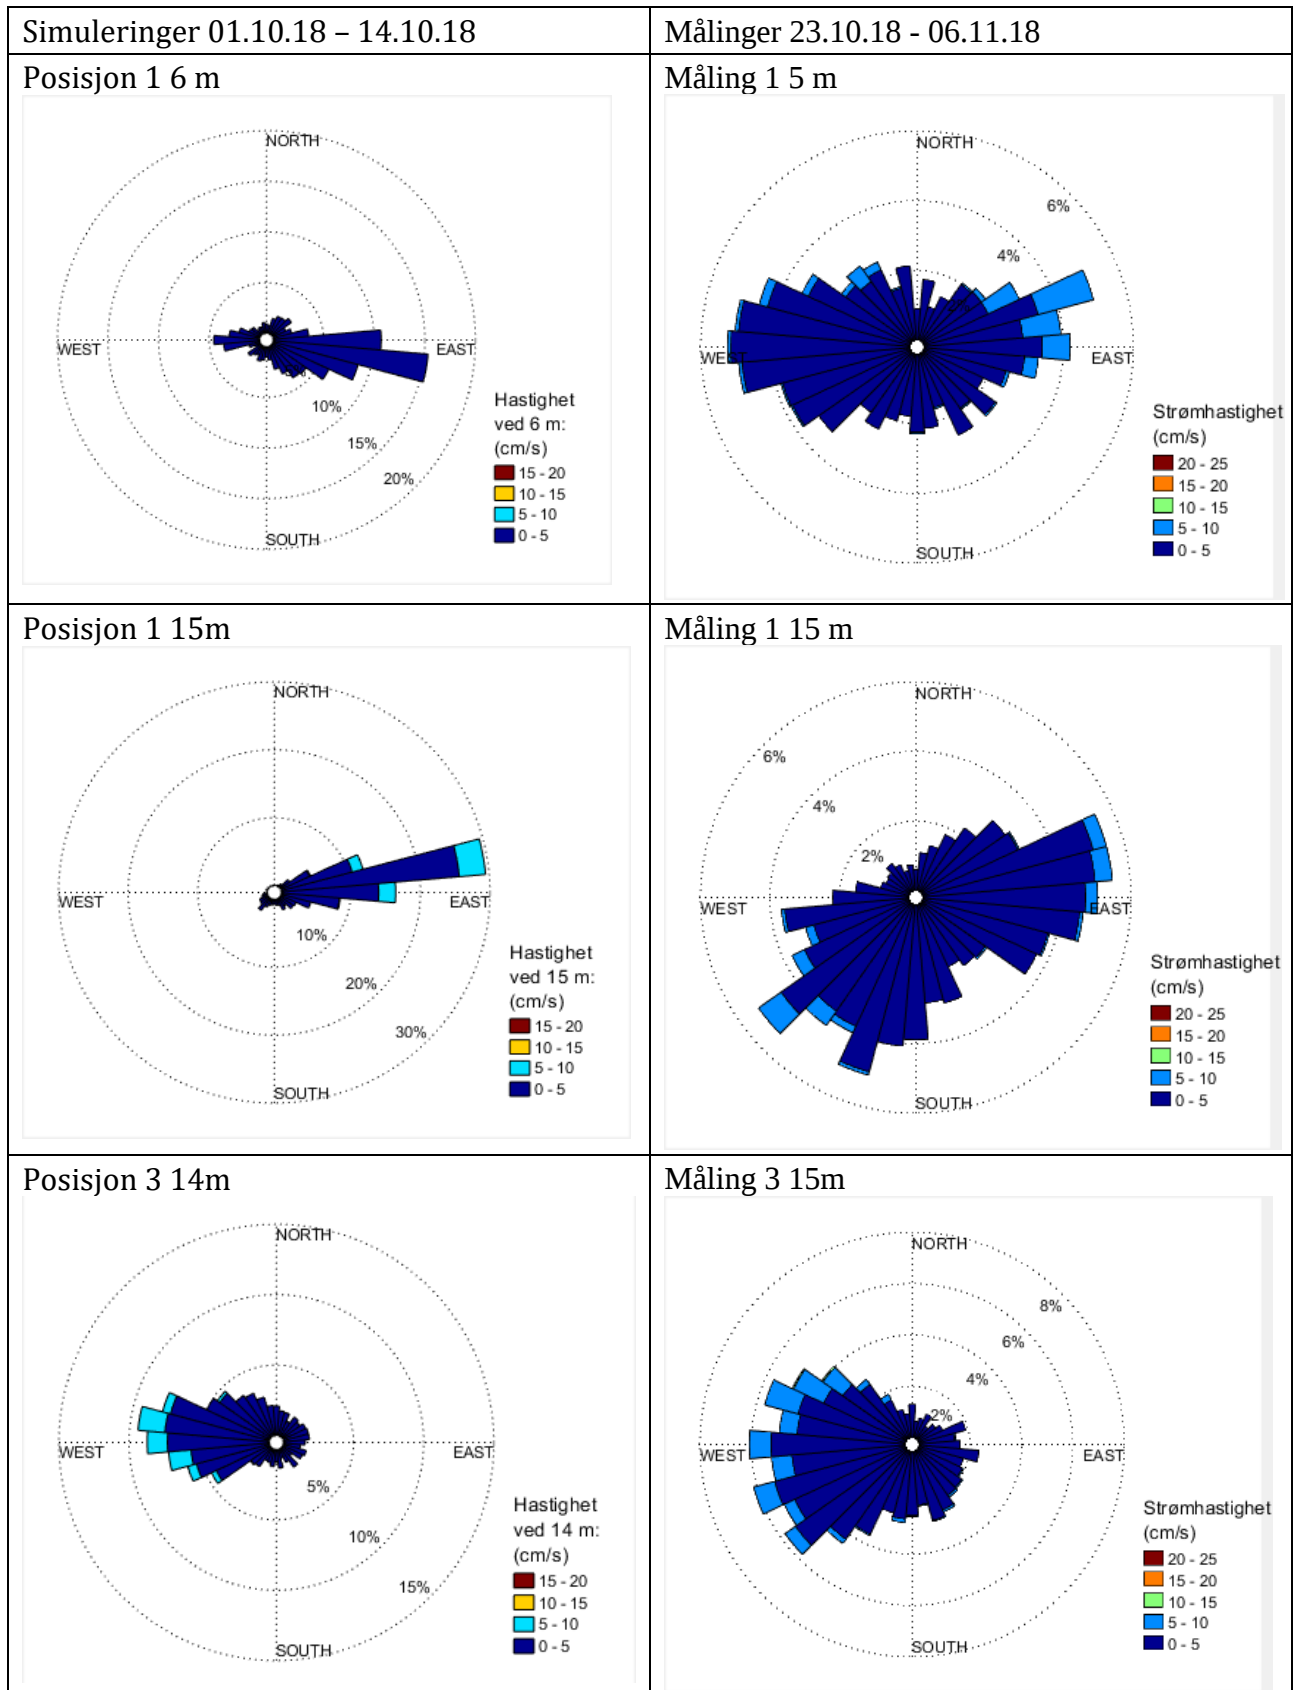 Simuleringer 01.10.18 – 14.10.18
Målinger 23.10.18 - 06.11.18
Posisjon 1 6 m
NORTH
WEST
EAST
SOUTH
10%
15%
20%
Hastighet
ved 6 m:
(cm/s)
15 - 20
10 - 15
5 - 10
0 - 5
Måling 1 5 m
NORTH
6%
4%
WEST
EAST
SOUTH
Strømhastighet
(cm/s)
20 - 25
15 - 20
10 - 15
5 - 10
0 - 5
Posisjon 1 15m
NORTH
WEST
EAST
SOUTH
10%
20%
30%
Hastighet
ved 15 m:
(cm/s)
15 - 20
10 - 15
5 - 10
0 - 5
Måling 1 15 m
NORTH
6%
4%
2%
WEST
EAST
SOUTH
Strømhastighet
(cm/s)
20 - 25
15 - 20
10 - 15
5 - 10
0 - 5
Posisjon 3 14m
NORTH
WEST
EAST
SOUTH
5%
10%
15%
Hastighet
ved 14 m:
(cm/s)
15 - 20
10 - 15
5 - 10
0 - 5
Måling 3 15m
NORTH
8%
6%
4%
2%
WEST
EAST
SOUTH
Strømhastighet
(cm/s)
20 - 25
15 - 20
10 - 15
5 - 10
0 - 5